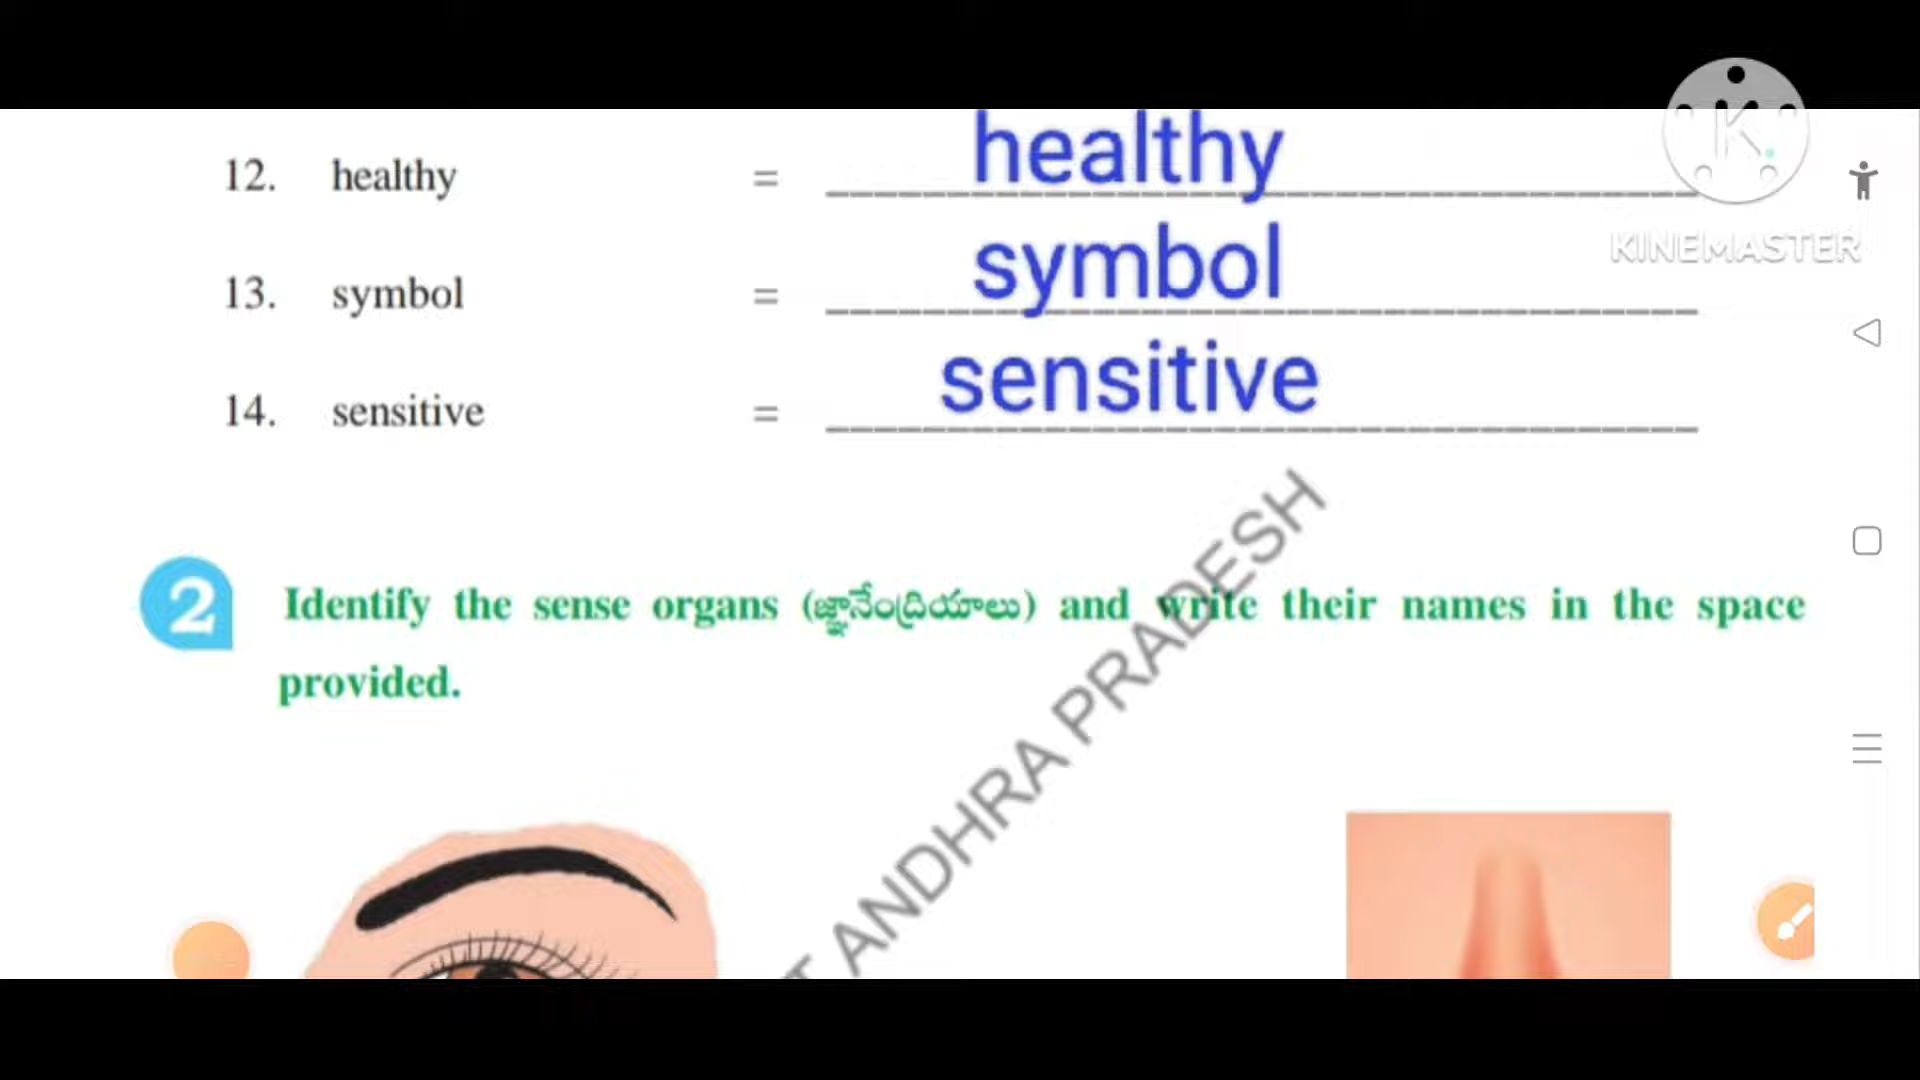 12. healthy = healthy
13. symbol = symbol
14. sensitive = sensitive
KINEMASTER
2 Identify the sense organs (జ్ఞానేంద్రియాలు) and write their names in the space
provided.
T ANDHRA PRADESH